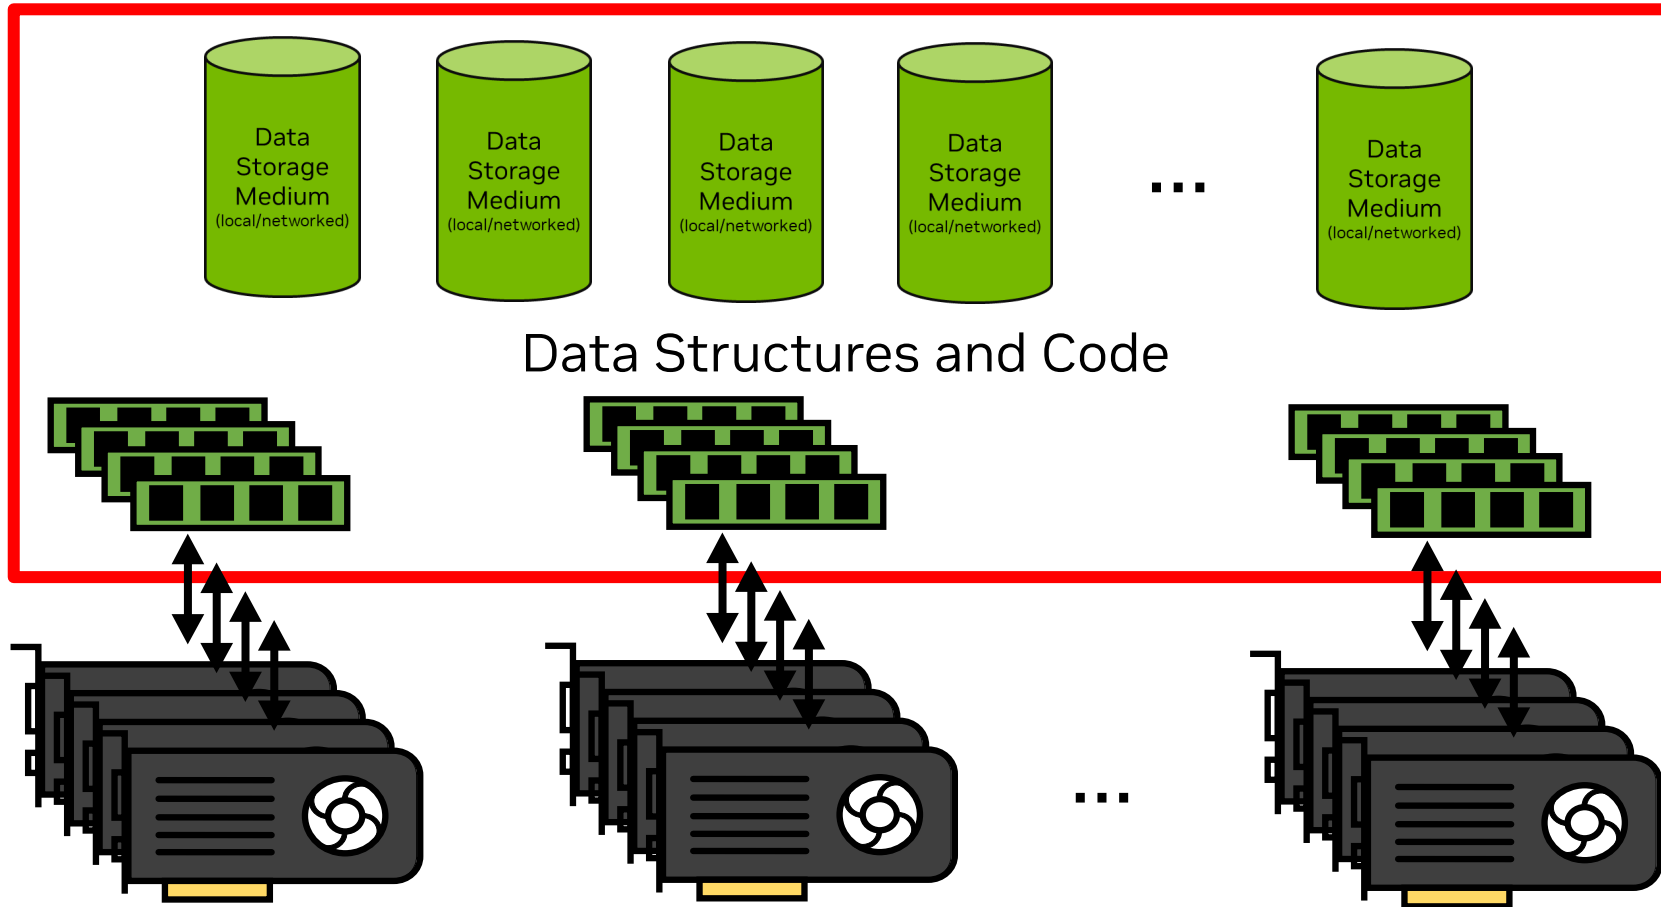 Data
Storage
Medium
(local/networked)
Data
Storage
Medium
(local/networked)
Data
Storage
Medium
(local/networked)
Data
Storage
Medium
(local/networked)
...
Data
Storage
Medium
(local/networked)
Data Structures and Code
...